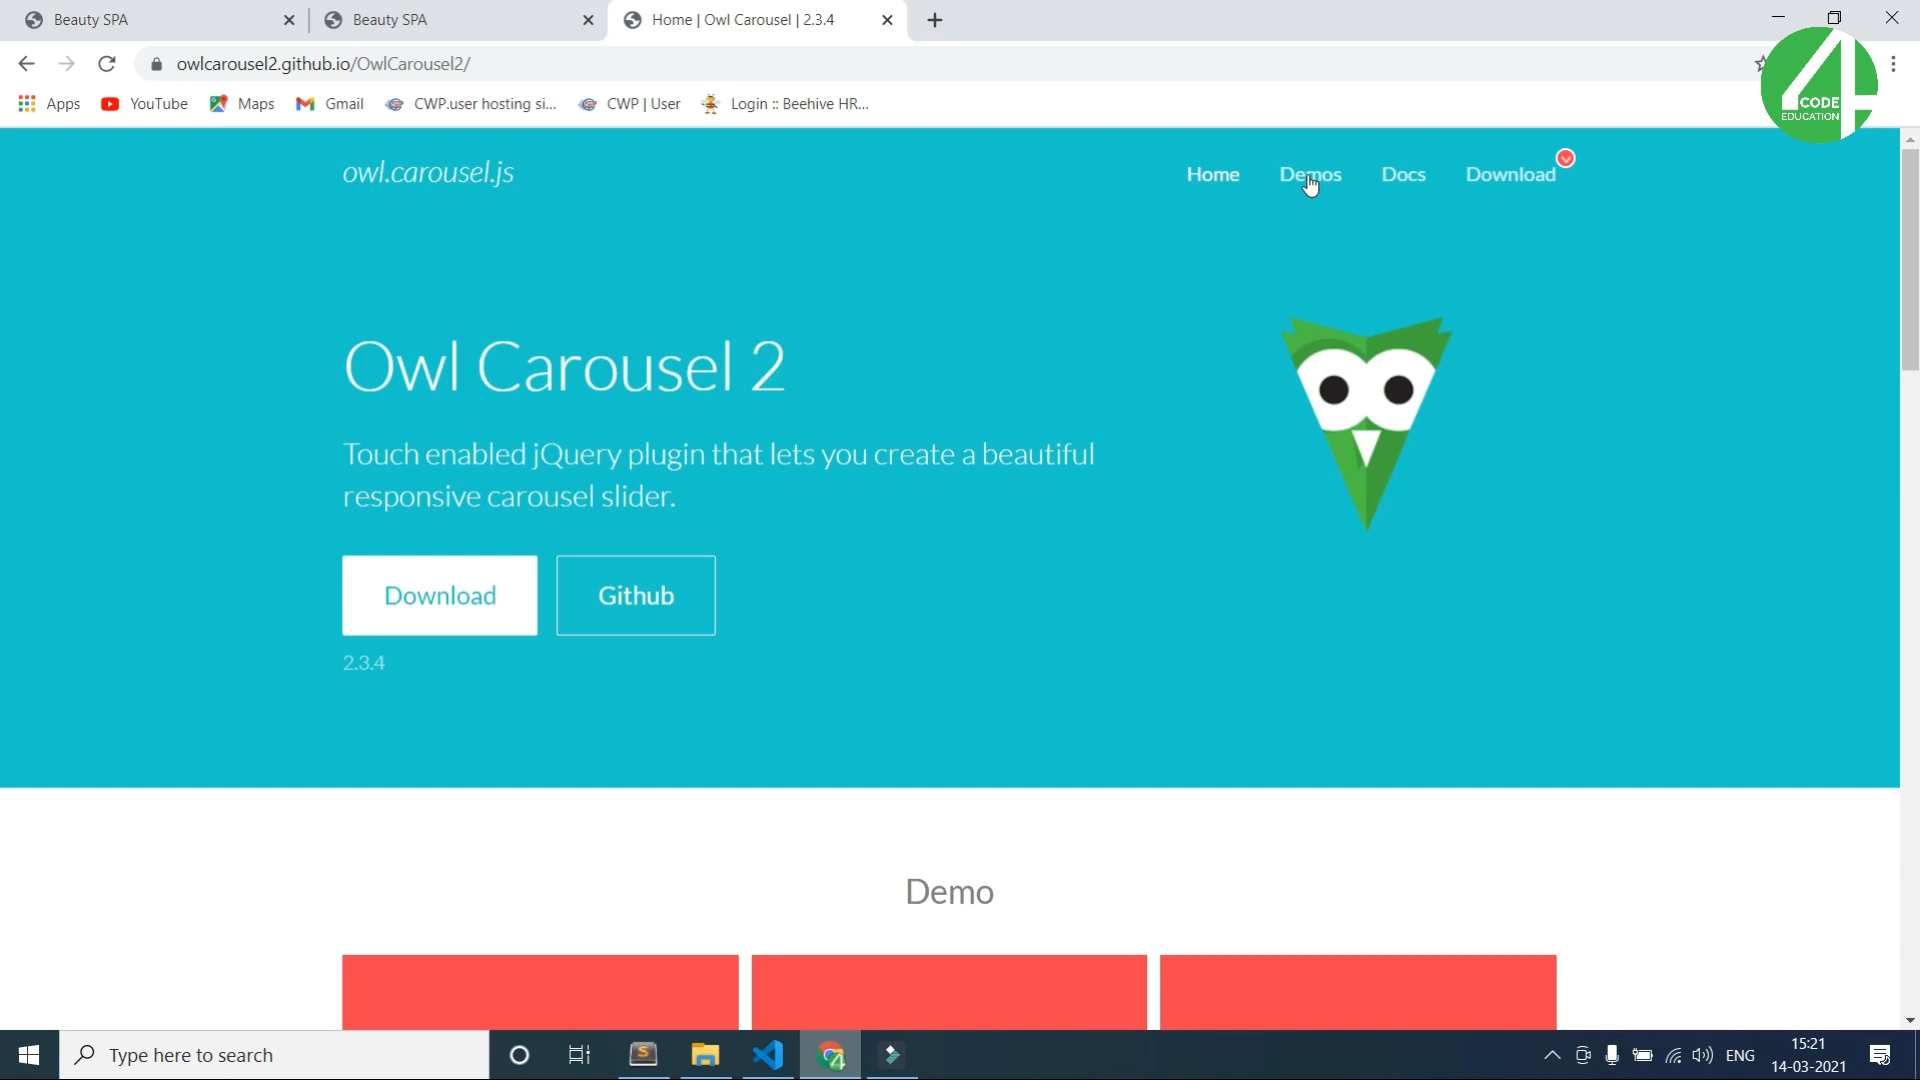 Beauty SPA
Beauty SPA
Home | Owl Carousel | 2.3.4
owlcarousel2.github.io/OwlCarousel2/
Apps
YouTube
Maps
Gmail
CWP.user hosting si...
CWP | User
Login :: Beehive HR...
4
CODE
EDUCATION
owl.carousel.js
Home
Demos
Docs
Download
Owl Carousel 2
Touch enabled jQuery plugin that lets you create a beautiful
responsive carousel slider.
Download
Github
2.3.4
Demo
Type here to search
ENG
15:21
14-03-2021